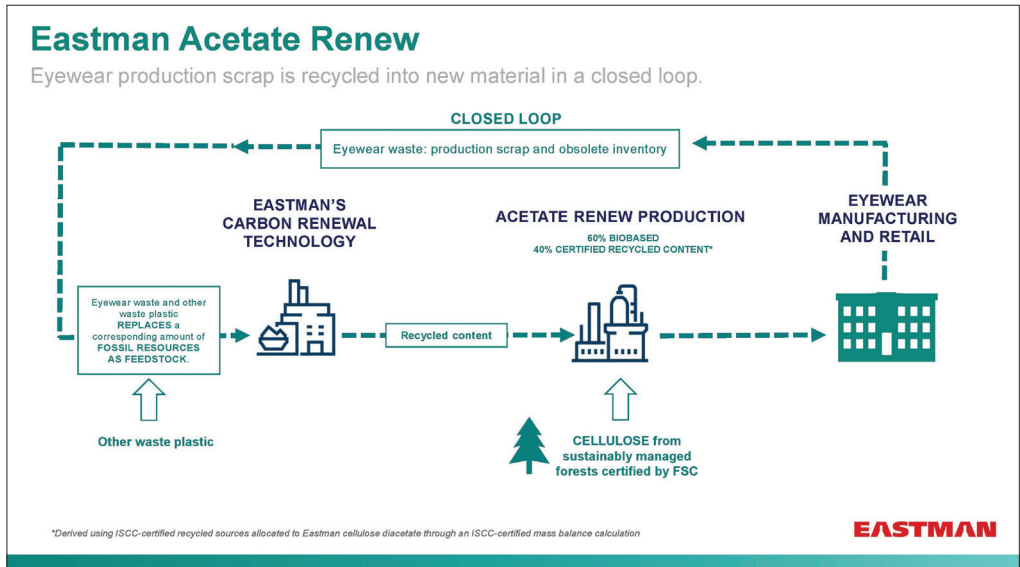 Eastman Acetate Renew
Eyewear production scrap is recycled into new material in a closed loop.
CLOSED LOOP
Eyewear waste: production scrap and obsolete inventory
EASTMAN'S
CARBON RENEWAL
TECHNOLOGY
ACETATE RENEW PRODUCTION
60% BIOBASED
40% CERTIFIED RECYCLED CONTENT*
EYEWEAR
MANUFACTURING
AND RETAIL
Eyewear waste and other
waste plastic
REPLACES a
corresponding amount of
FOSSIL RESOURCES
AS FEEDSTOCK.
Recycled content
Other waste plastic
CELLULOSE from
sustainably managed
forests certified by FSC
*Derived using ISCC-certified recycled sources allocated to Eastman cellulose diacetate through an ISCC-certified mass balance calculation
EASTMAN